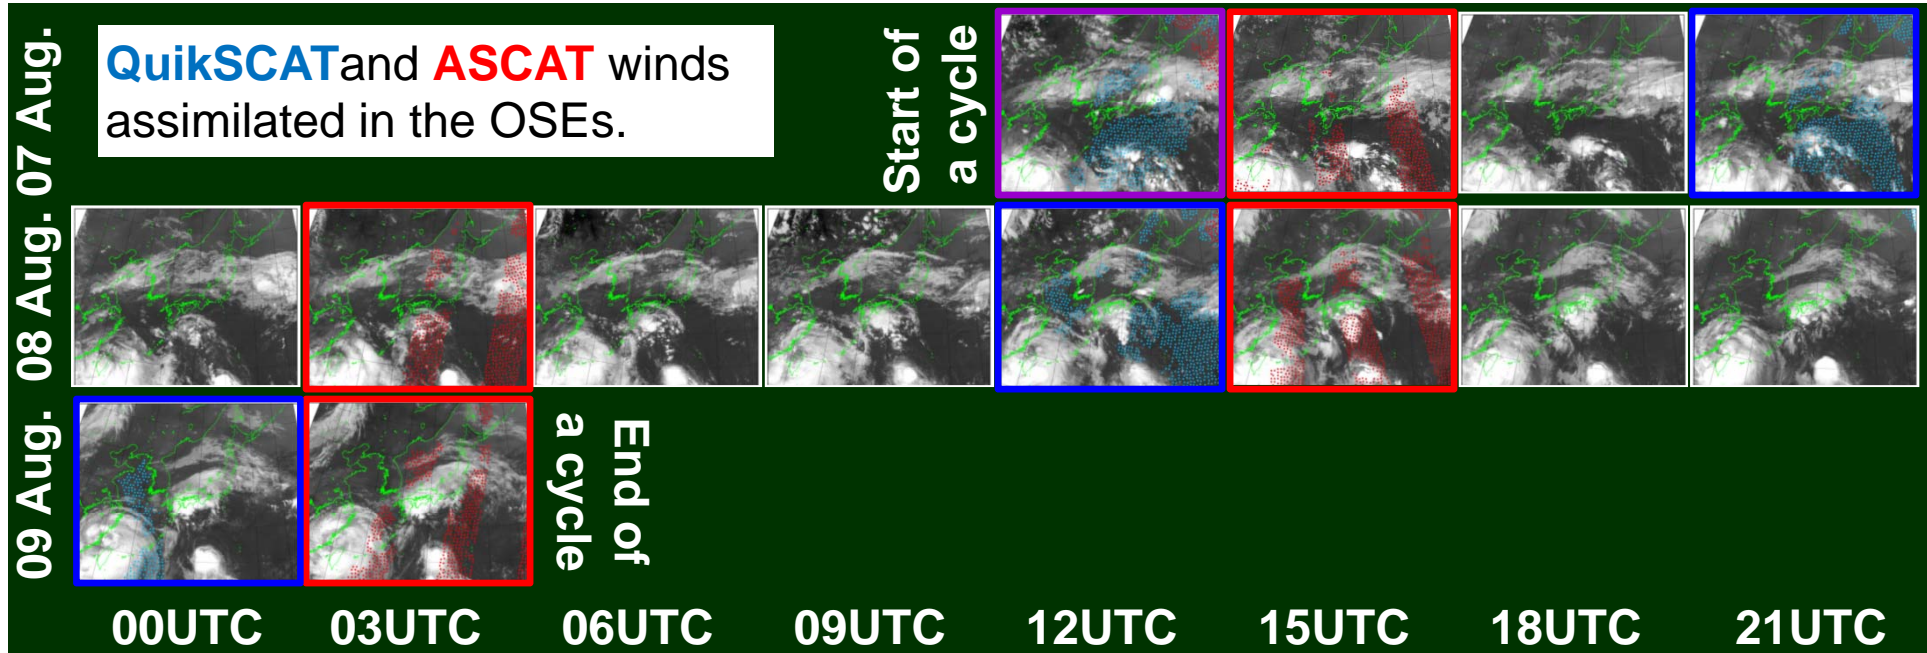 QuikSCATand ASCAT winds
assimilated in the OSEs.
Start of
a cycle
07 Aug.
08 Aug.
09 Aug.
End of
a cycle
00UTC 03UTC 06UTC 09UTC 12UTC 15UTC 18UTC 21UTC